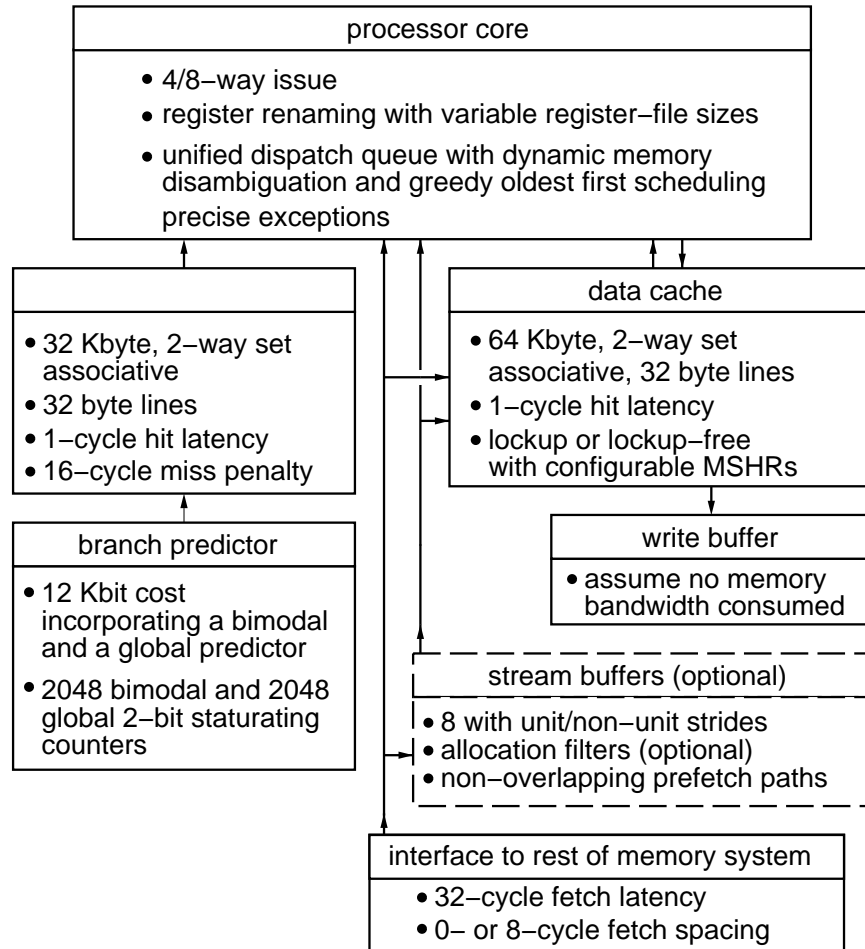 processor core
• 4/8−way issue
• register renaming with variable register−file sizes
• unified dispatch queue with dynamic memory
disambiguation and greedy oldest first scheduling
precise exceptions
• 32 Kbyte, 2−way set
associative
• 32 byte lines
• 1−cycle hit latency
• 16−cycle miss penalty
data cache
• 64 Kbyte, 2−way set
associative, 32 byte lines
• 1−cycle hit latency
• lockup or lockup−free
with configurable MSHRs
branch predictor
• 12 Kbit cost
incorporating a bimodal
and a global predictor
• 2048 bimodal and 2048
global 2−bit staturating
counters
write buffer
• assume no memory
bandwidth consumed
stream buffers (optional)
• 8 with unit/non−unit strides
• allocation filters (optional)
• non−overlapping prefetch paths
interface to rest of memory system
• 32−cycle fetch latency
• 0− or 8−cycle fetch spacing